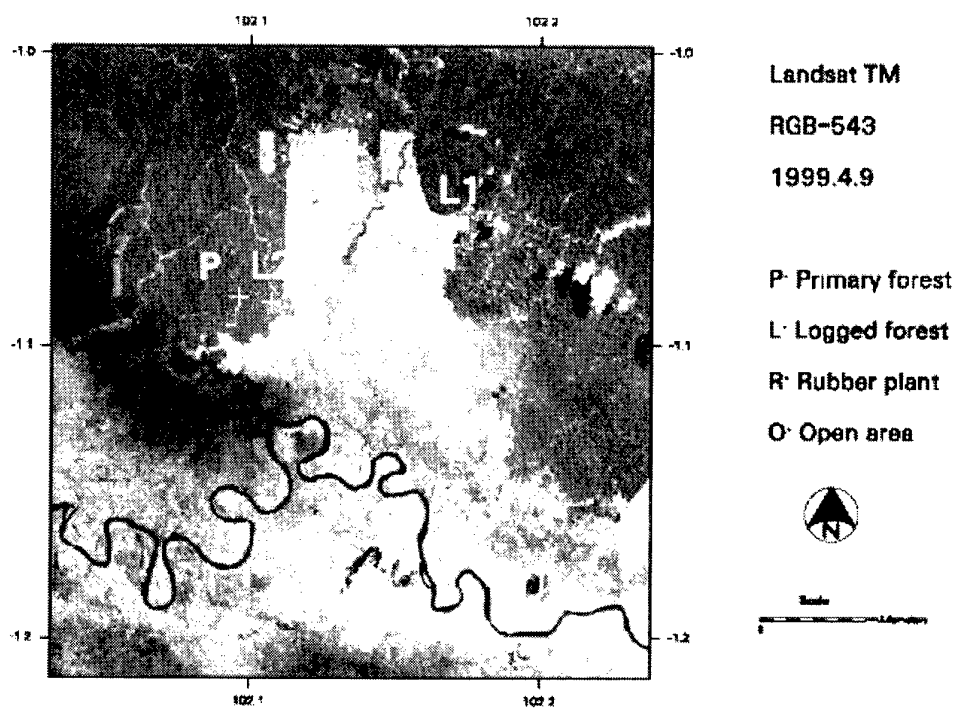 102.1 102.2
-1.0 -1.0
Landsat TM
RGB-543
1999.4.9
L1
P
P: Primary forest
L: Logged forest
-1.1 -1.1
R: Rubber plant
O: Open area
N
Scale
-1.2 -1.2
102.1 102.2